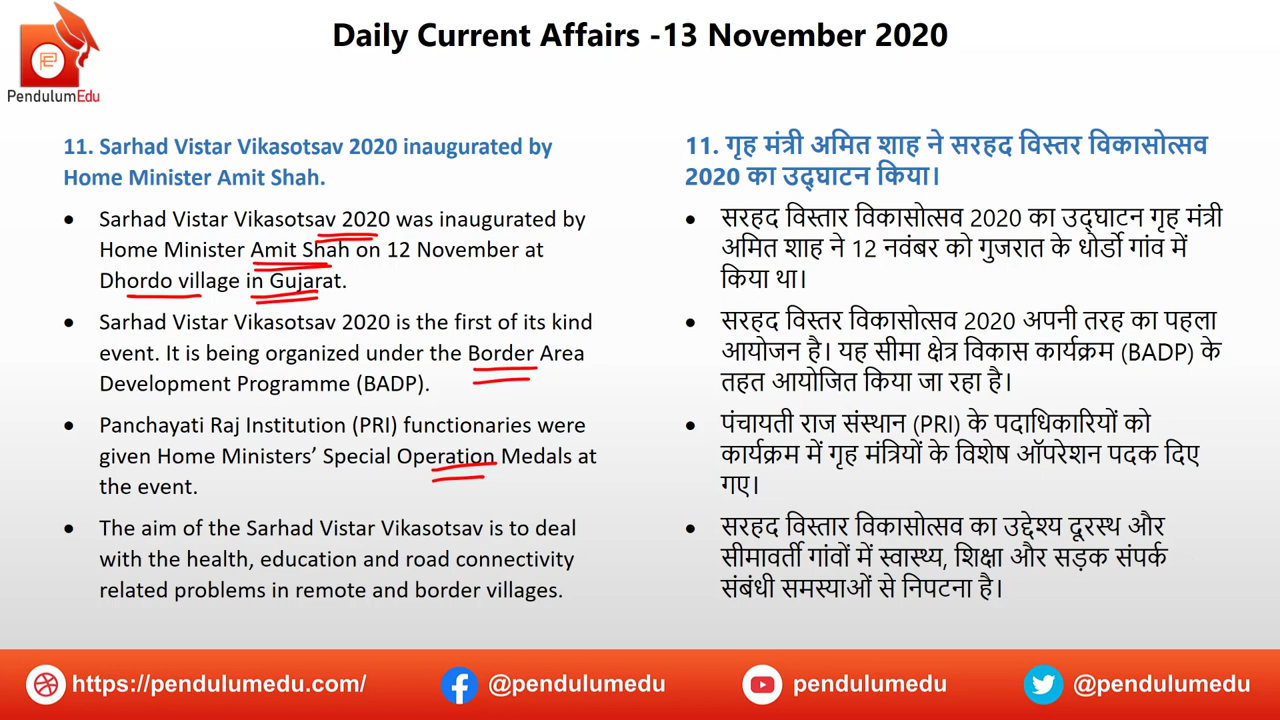 Daily Current Affairs -13 November 2020
PendulumEdu
11. Sarhad Vistar Vikasotsav 2020 inaugurated by
Home Minister Amit Shah.
• Sarhad Vistar Vikasotsav 2020 was inaugurated by
Home Minister Amit Shah on 12 November at
Dhordo village in Gujarat.
• Sarhad Vistar Vikasotsav 2020 is the first of its kind
event. It is being organized under the Border Area
Development Programme (BADP).
• Panchayati Raj Institution (PRI) functionaries were
given Home Ministers’ Special Operation Medals at
the event.
• The aim of the Sarhad Vistar Vikasotsav is to deal
with the health, education and road connectivity
related problems in remote and border villages.
11. गृह मंत्री अमित शाह ने सरहद विस्तर विकासोत्सव
2020 का उद्घाटन किया।
• सरहद विस्तार विकासोत्सव 2020 का उद्घाटन गृह मंत्री
अमित शाह ने 12 नवंबर को गुजरात के धोर्डो गांव में
किया था।
• सरहद विस्तर विकासोत्सव 2020 अपनी तरह का पहला
आयोजन है। यह सीमा क्षेत्र विकास कार्यक्रम (BADP) के
तहत आयोजित किया जा रहा है।
• पंचायती राज संस्थान (PRI) के पदाधिकारियों को
कार्यक्रम में गृह मंत्रियों के विशेष ऑपरेशन पदक दिए
गए।
• सरहद विस्तार विकासोत्सव का उद्देश्य दूरस्थ और
सीमावर्ती गांवों में स्वास्थ्य, शिक्षा और सड़क संपर्क
संबंधी समस्याओं से निपटना है।
https://pendulumedu.com/
@pendulumedu
pendulumedu
@pendulumedu